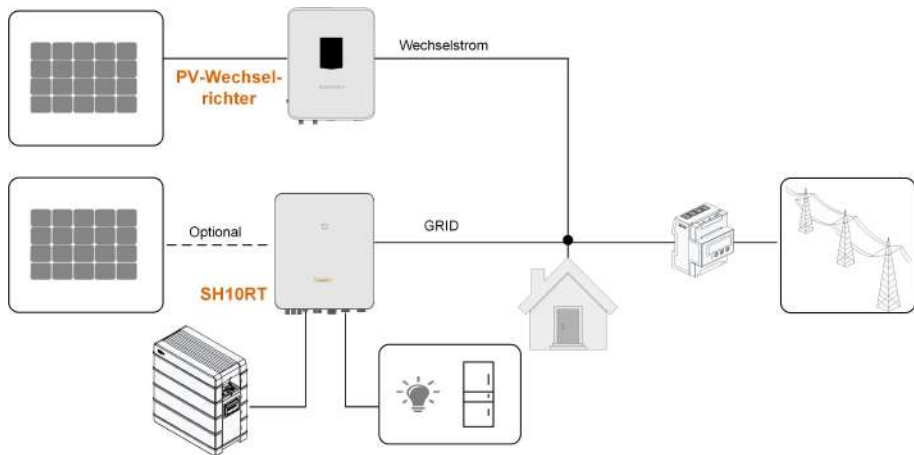 Wechselstrom
PV-Wechsel-
richter
Optional
GRID
SH10RT